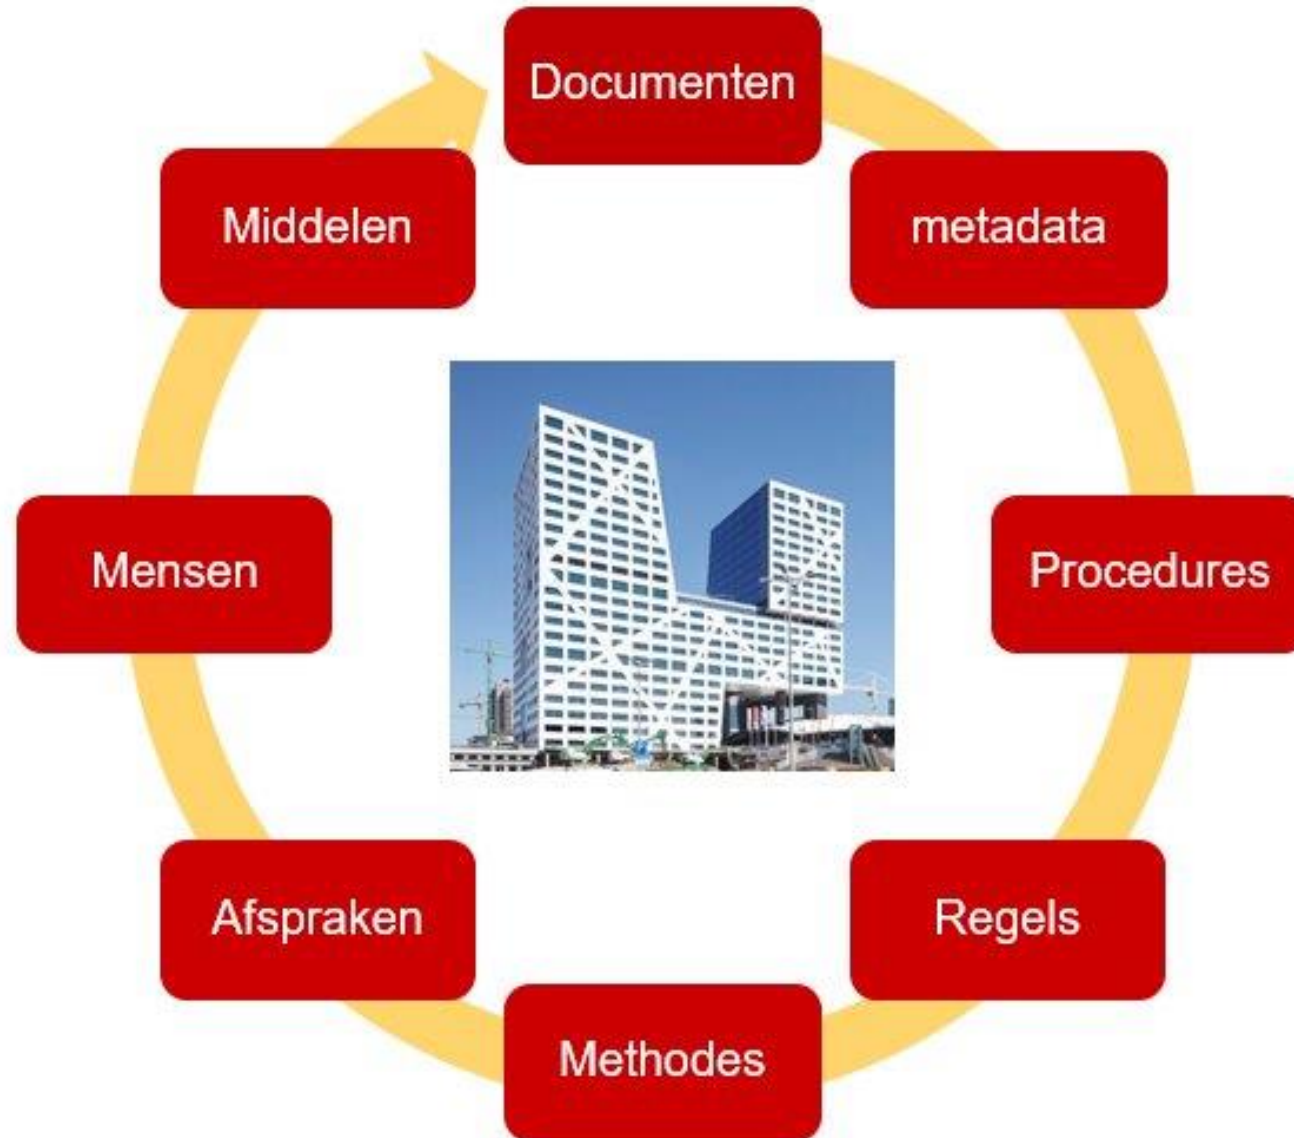 Documenten
metadata
Procedures
Regels
Methodes
Afspraken
Mensen
Middelen